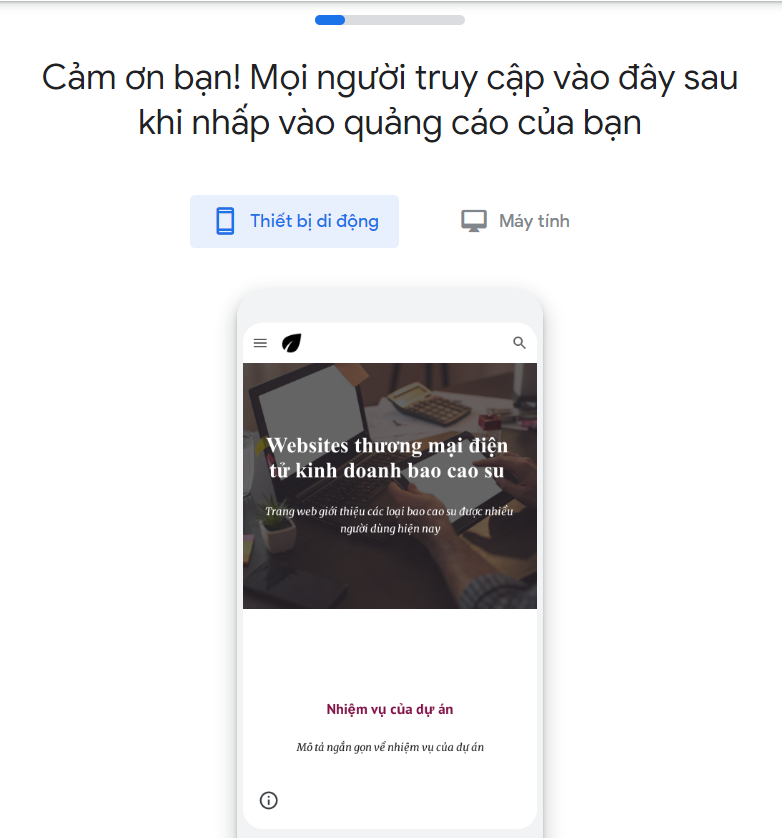 Cảm ơn bạn! Mọi người truy cập vào đây sau
khi nhấp vào quảng cáo của bạn
Thiết bị di động
Máy tính
Websites thương mại điện
tử kinh doanh bao cao su
Trang web giới thiệu các loại bao cao su được nhiều
người dùng hiện nay
Nhiệm vụ của dự án
Mô tả ngắn gọn về nhiệm vụ của dự án